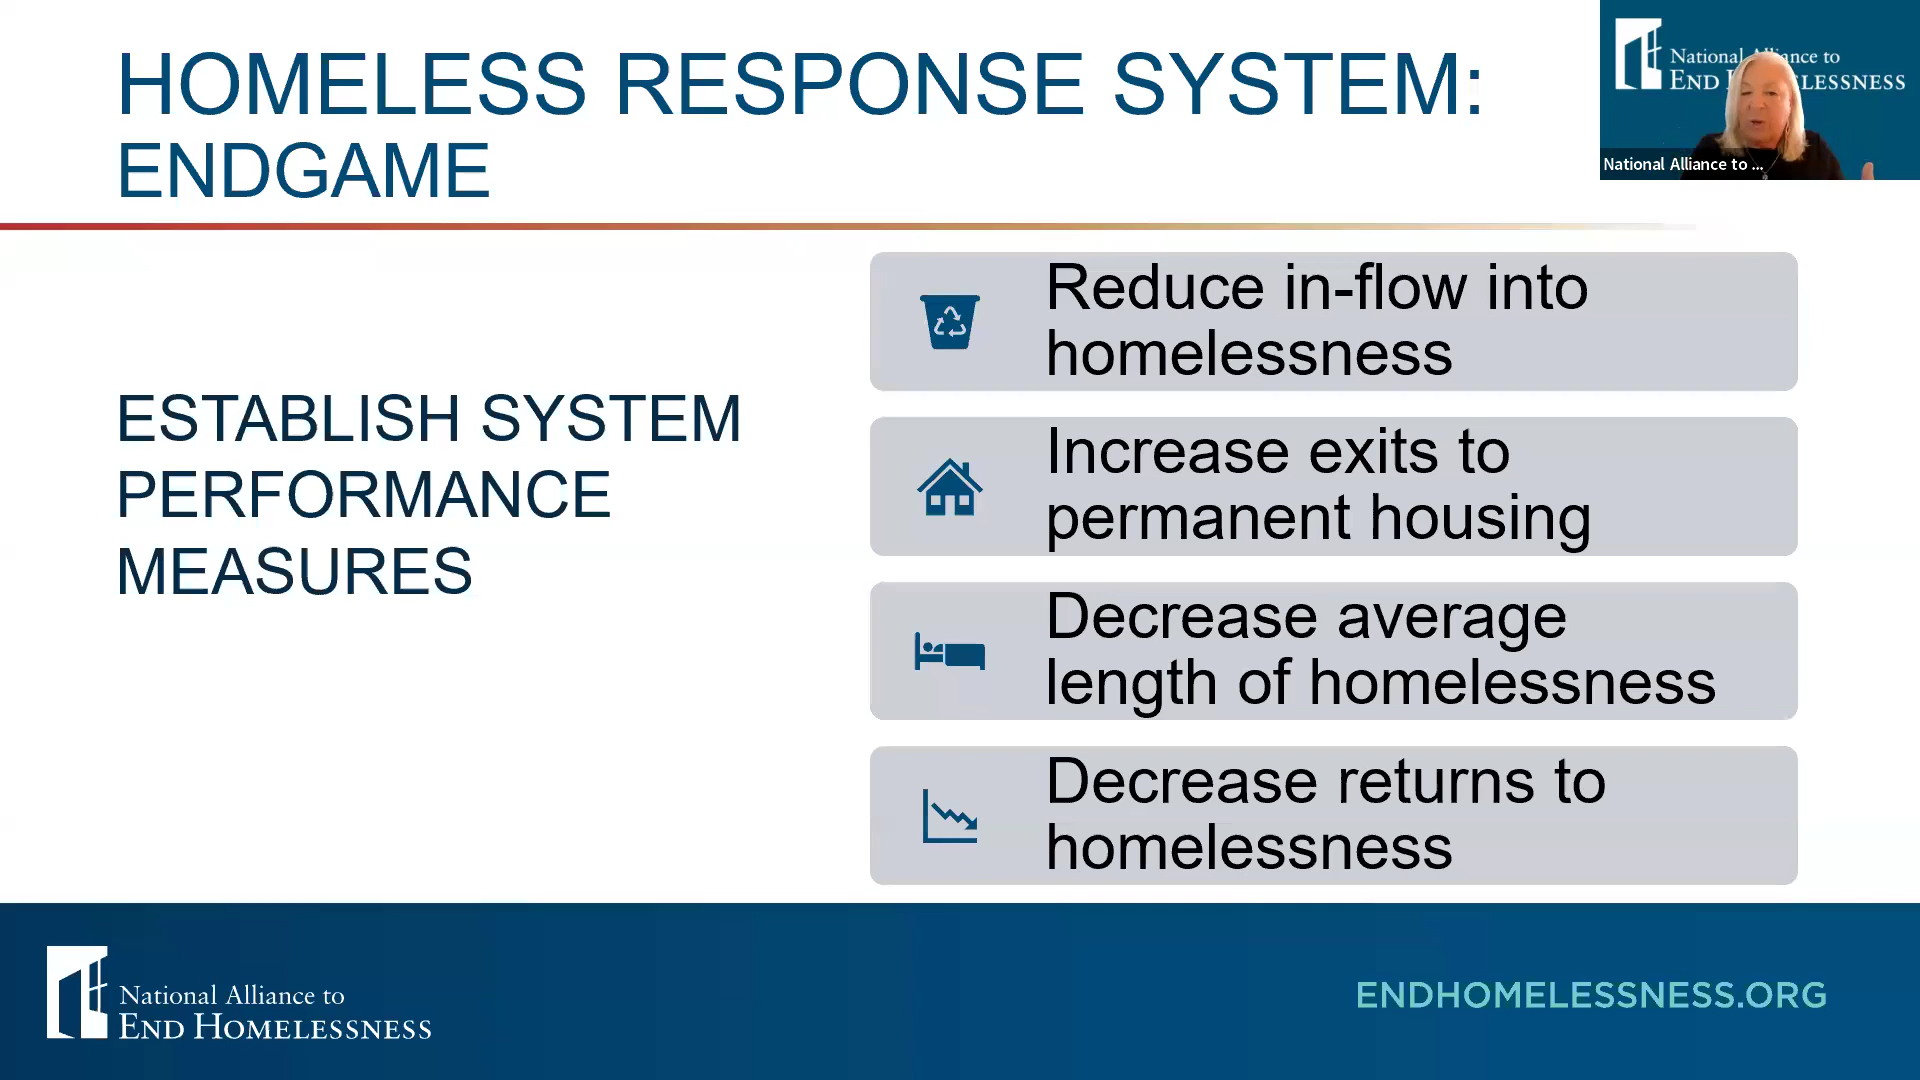 HOMELESS RESPONSE SYSTEM:
ENDGAME
National Alliance to
END HOMELESSNESS
National Alliance to ...
ESTABLISH SYSTEM
PERFORMANCE
MEASURES
Reduce in-flow into
homelessness
Increase exits to
permanent housing
Decrease average
length of homelessness
Decrease returns to
homelessness
National Alliance to
END HOMELESSNESS
ENDHOMELESSNESS.ORG